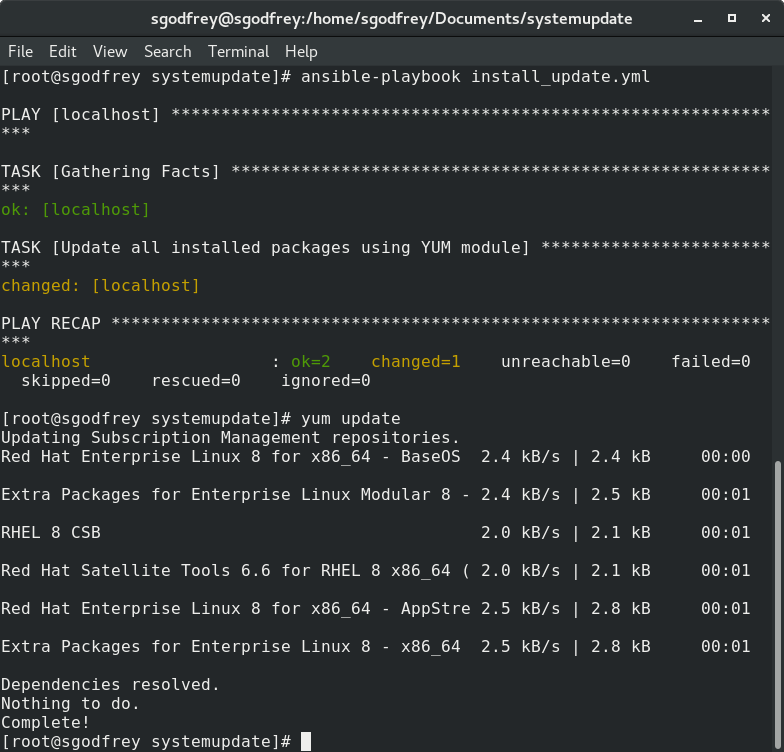 sgodfrey@sgodfrey:/home/sgodfrey/Documents/systemupdate
File Edit View Search Terminal Help
[root@sgodfrey systemupdate]# ansible-playbook install_update.yml
PLAY [localhost] ************************************************************
***
TASK [Gathering Facts] ******************************************************
***
ok: [localhost]
TASK [Update all installed packages using YUM module] ***********************
***
changed: [localhost]
PLAY RECAP ******************************************************************
***
localhost                  : ok=2    changed=1    unreachable=0    failed=0
  skipped=0    rescued=0    ignored=0
[root@sgodfrey systemupdate]# yum update
Updating Subscription Management repositories.
Red Hat Enterprise Linux 8 for x86_64 - BaseOS  2.4 kB/s | 2.4 kB     00:00
Extra Packages for Enterprise Linux Modular 8 - 2.4 kB/s | 2.5 kB     00:01
RHEL 8 CSB                                      2.0 kB/s | 2.1 kB     00:01
Red Hat Satellite Tools 6.6 for RHEL 8 x86_64 ( 2.0 kB/s | 2.1 kB     00:01
Red Hat Enterprise Linux 8 for x86_64 - AppStre 2.5 kB/s | 2.8 kB     00:01
Extra Packages for Enterprise Linux 8 - x86_64  2.5 kB/s | 2.8 kB     00:01
Dependencies resolved.
Nothing to do.
Complete!
[root@sgodfrey systemupdate]#